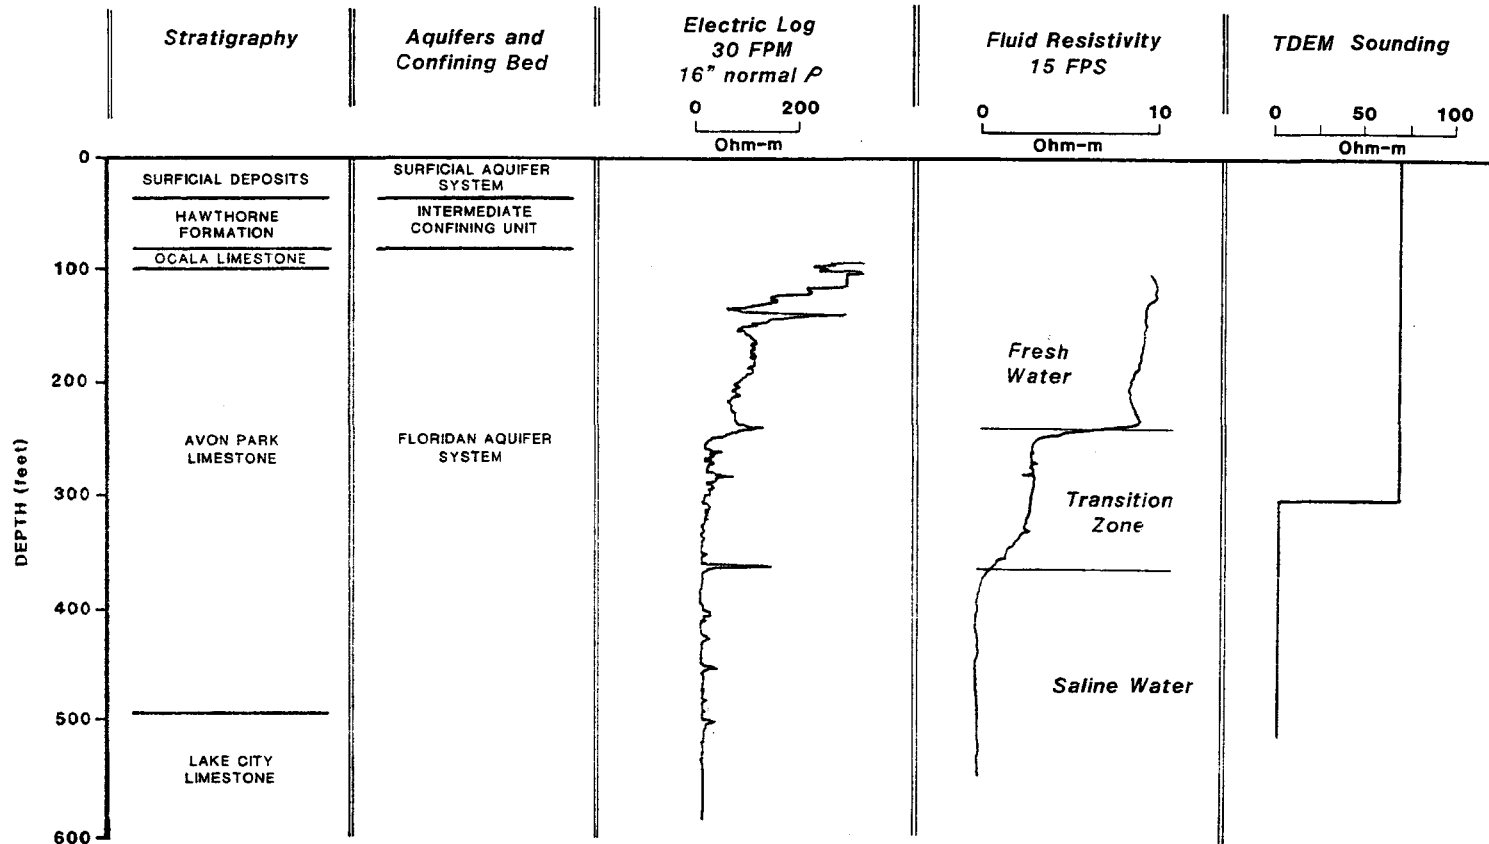 Stratigraphy
Aquifers and
Confining Bed
Electric Log
30 FPM
16" normal ρ
0 200
Ohm-m
Fluid Resistivity
15 FPS
0 10
Ohm-m
TDEM Sounding
0 50 100
Ohm-m
DEPTH (feet)
0
100
200
300
400
500
600
SURFICIAL DEPOSITS
HAWTHORNE
FORMATION
OCALA LIMESTONE
AVON PARK
LIMESTONE
LAKE CITY
LIMESTONE
SURFICIAL AQUIFER
SYSTEM
INTERMEDIATE
CONFINING UNIT
FLORIDAN AQUIFER
SYSTEM
Fresh
Water
Transition
Zone
Saline Water